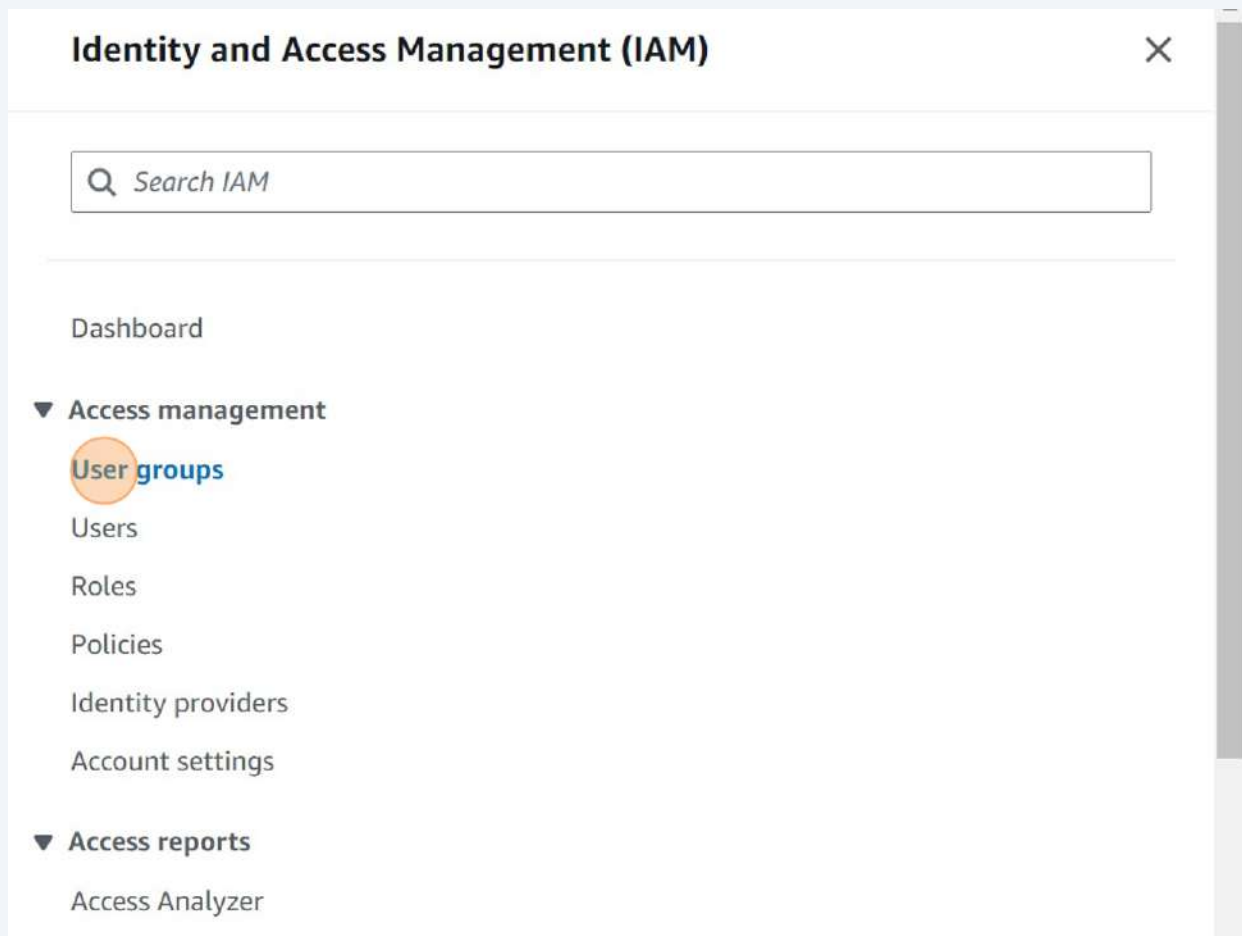 Identity and Access Management (IAM)
Search IAM
Dashboard
Access management
User groups
Users
Roles
Policies
Identity providers
Account settings
Access reports
Access Analyzer